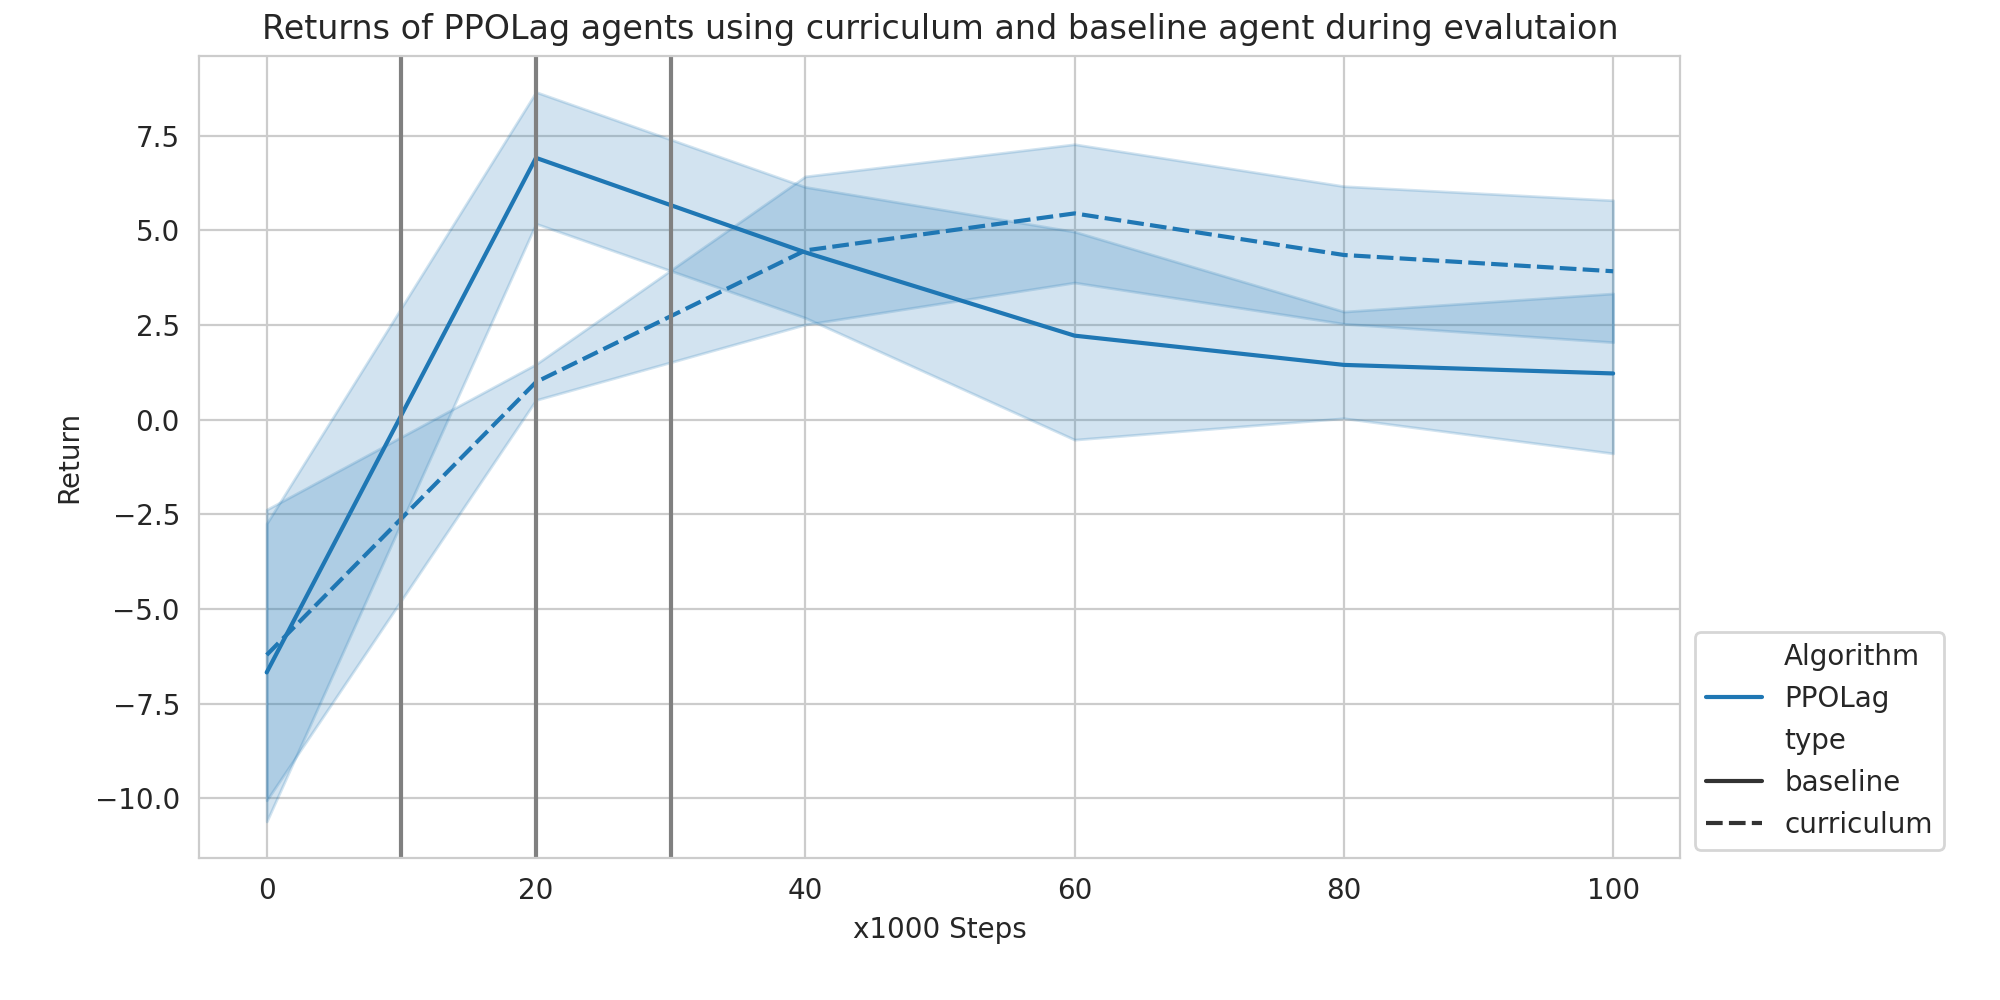 Returns of PPOLag agents using curriculum and baseline agent during evalutaion
Return
7.5
5.0
2.5
0.0
−2.5
−5.0
−7.5
−10.0
0 20 40 60 80 100
x1000 Steps
Algorithm
PPOLag
type
baseline
curriculum